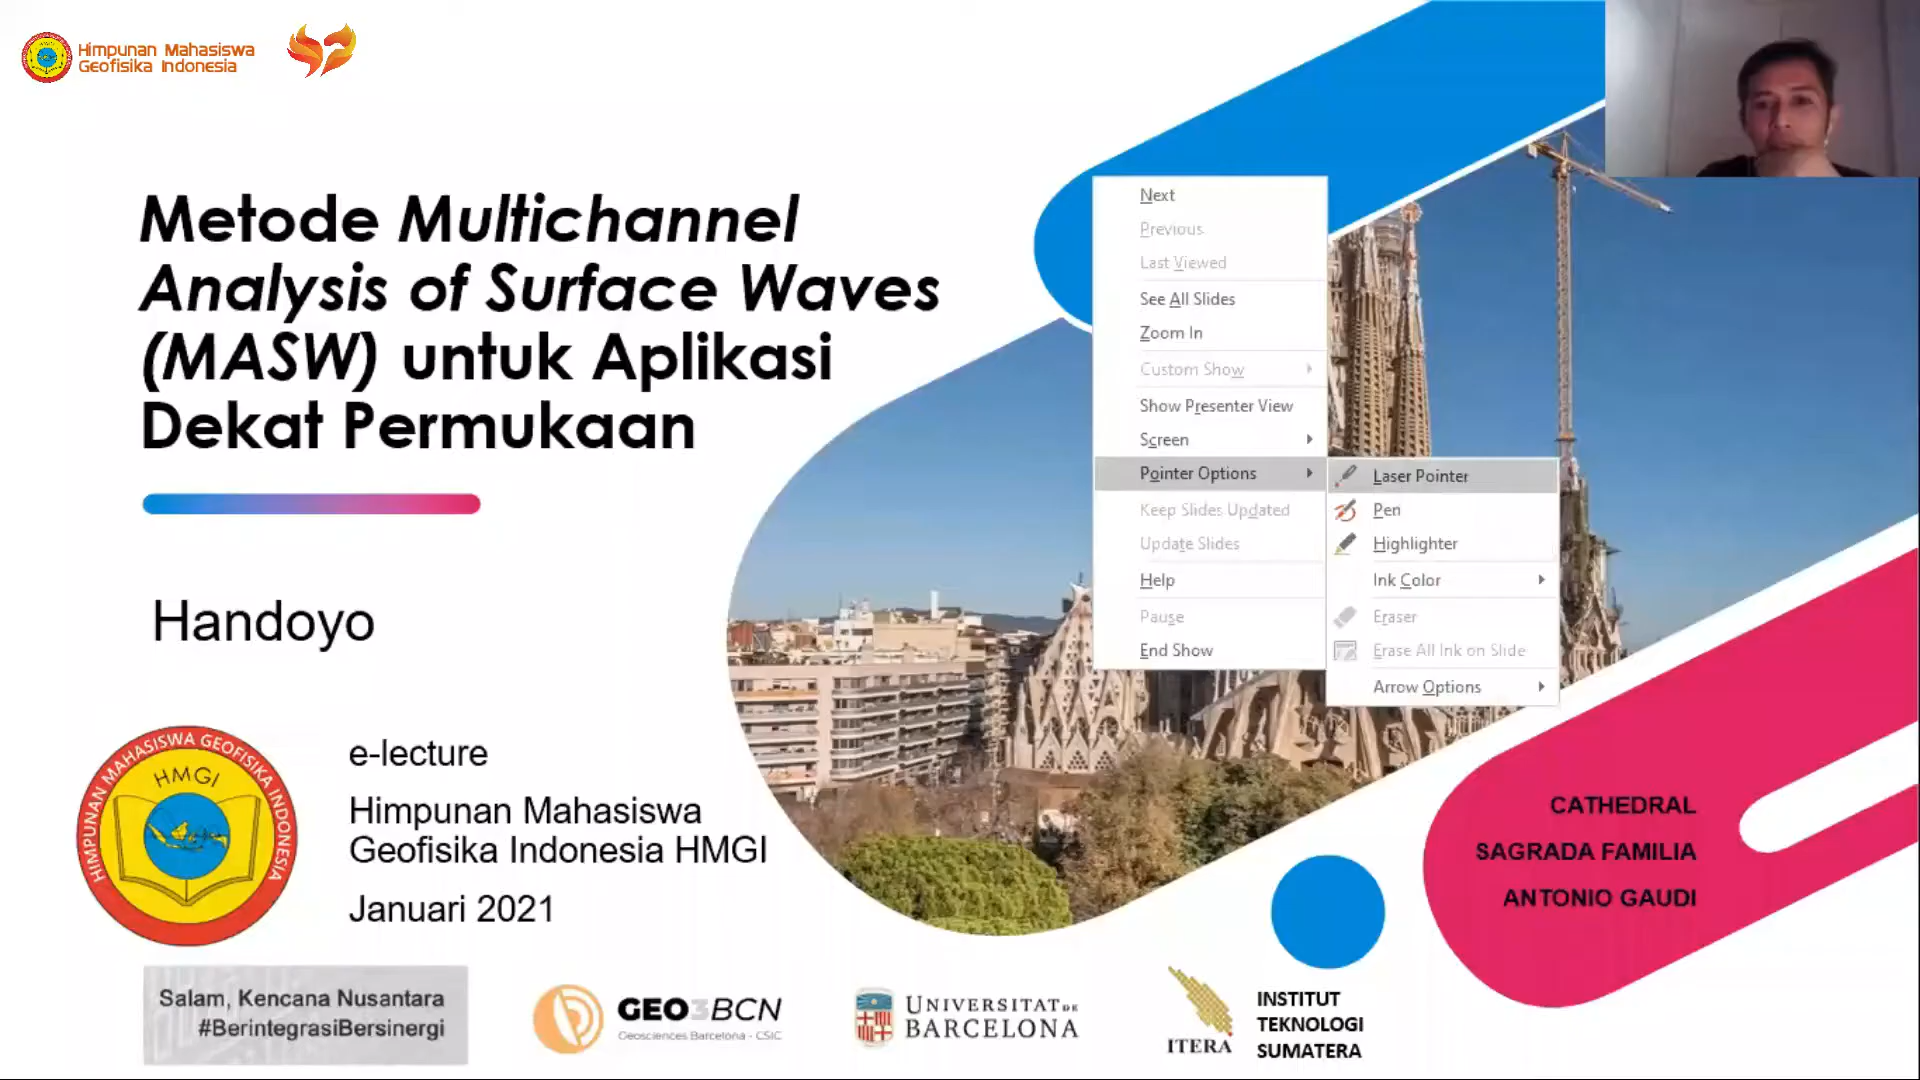 Himpunan Mahasiswa
Geofisika Indonesia
Metode Multichannel
Analysis of Surface Waves
(MASW) untuk Aplikasi
Dekat Permukaan
Handoyo
HIMPUNAN MAHASISWA GEOFISIKA INDONESIA
HMGI
e-lecture
Himpunan Mahasiswa
Geofisika Indonesia HMGI
Januari 2021
Salam, Kencana Nusantara
#BerintegrasiBersinergi
GEO3BCN
Geosciences Barcelona - CSIC
UNIVERSITAT DE
BARCELONA
ITERA
INSTITUT
TEKNOLOGI
SUMATERA
CATHEDRAL
SAGRADA FAMILIA
ANTONIO GAUDI
Next
Previous
Last Viewed
See All Slides
Zoom In
Custom Show
Show Presenter View
Screen
Pointer Options
Keep Slides Updated
Update Slides
Help
Pause
End Show
Laser Pointer
Pen
Highlighter
Ink Color
Eraser
Erase All Ink on Slide
Arrow Options